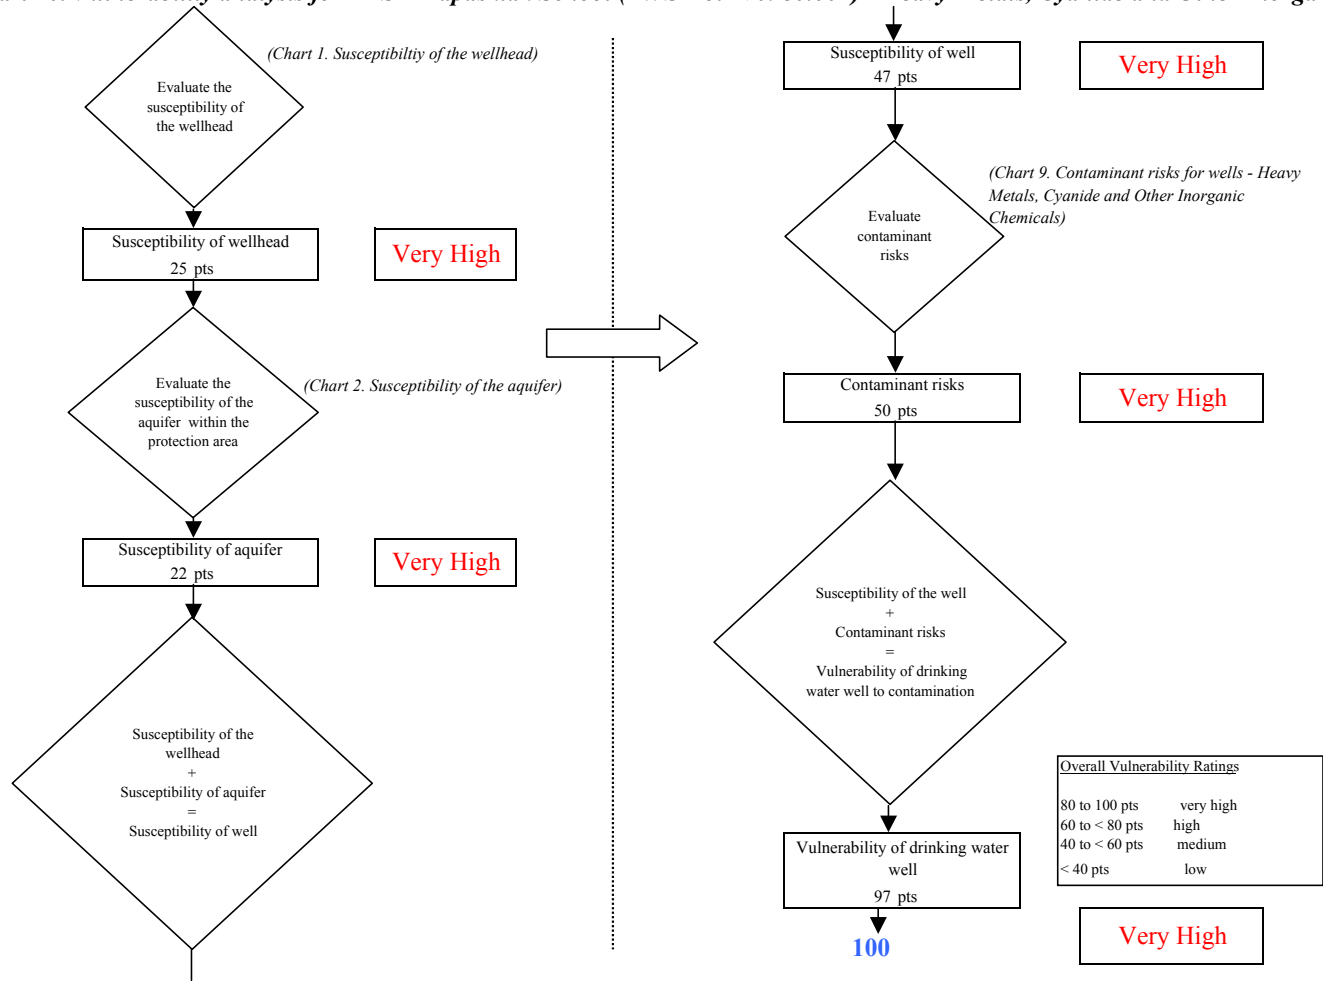 (Chart 1. Susceptibiltiy of the wellhead)
Evaluate the
susceptibility of
the wellhead
Susceptibility of wellhead
25 pts
Very High
(Chart 2. Susceptibility of the aquifer)
Evaluate the
susceptibility of the
aquifer within the
protection area
Susceptibility of aquifer
22 pts
Very High
Susceptibility of the
wellhead
+
Susceptibility of aquifer
=
Susceptibility of well
Susceptibility of well
47 pts
Very High
(Chart 9. Contaminant risks for wells - Heavy
Metals, Cyanide and Other Inorganic
Chemicals)
Evaluate
contaminant
risks
Contaminant risks
50 pts
Very High
Susceptibility of the well
+
Contaminant risks
=
Vulnerability of drinking
water well to contamination
Overall Vulnerability Ratings
80 to 100 pts very high
60 to < 80 pts high
40 to < 60 pts medium
< 40 pts low
Vulnerability of drinking water
well
97 pts
100
Very High